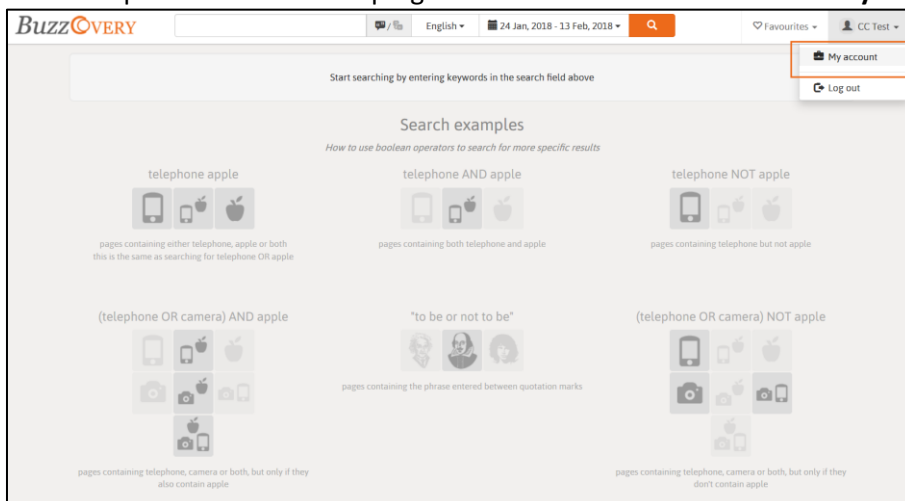 BuzzOvery
/
English
24 Jan, 2018 - 13 Feb, 2018
Favourites
CC Test
My account
Log out
Start searching by entering keywords in the search field above
Search examples
How to use boolean operators to search for more specific results
telephone apple
telephone AND apple
telephone NOT apple
pages containing either telephone, apple or both
this is the same as searching for telephone OR apple
pages containing both telephone and apple
pages containing telephone but not apple
(telephone OR camera) AND apple
"to be or not to be"
(telephone OR camera) NOT apple
pages containing the phrase entered between quotation marks
pages containing telephone, camera or both, but only if they
also contain apple
pages containing telephone, camera or both, but only if they
don't contain apple